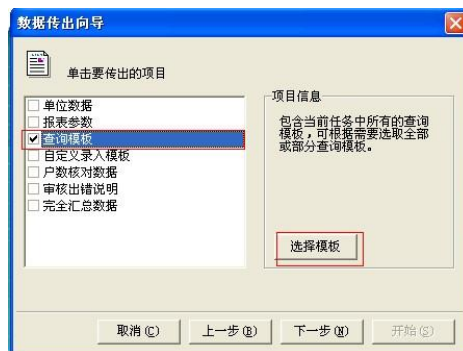 数据传出向导
单击要传出的项目
单位数据
报表参数
查询模板
自定义录入模板
户数核对数据
审核出错说明
完全汇总数据
项目信息
包含当前任务中所有的查询
模板，可根据需要选取全部
或部分查询模板。
选择模板
取消(C)
上一步(B)
下一步(N)
开始(S)